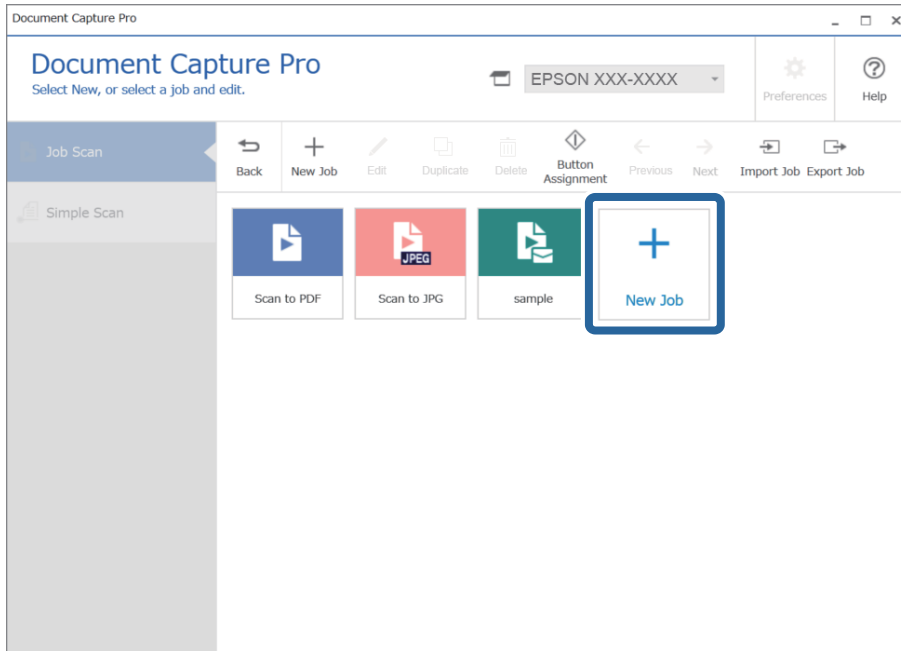 Document Capture Pro
Document Capture Pro
Select New, or select a job and edit.
EPSON XXX-XXXX
Preferences
Help
Job Scan
Simple Scan
Back
New Job
Edit
Duplicate
Delete
Button
Assignment
Previous
Next
Import Job
Export Job
JPEG
Scan to PDF
Scan to JPG
sample
New Job